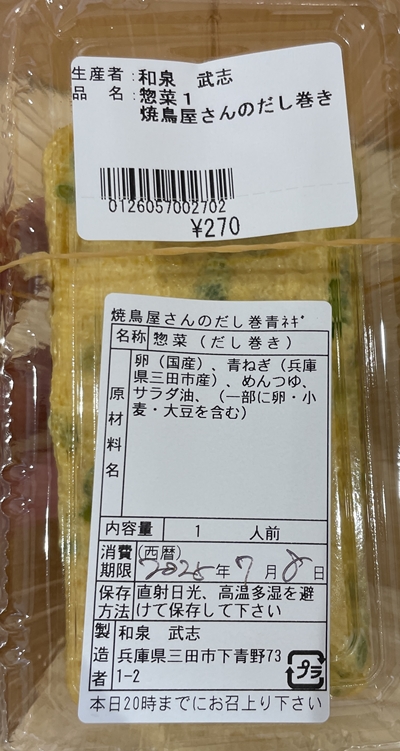 生産者:和泉 武志
品 名:惣菜1
焼鳥屋さんのだし巻き
0126057002702
¥270
焼鳥屋さんのだし巻青ﾈｷﾞ
名称 惣菜(だし巻き)
原材料名 卵(国産)、青ねぎ(兵庫
県三田市産)、めんつゆ、
サラダ油、(一部に卵・小
麦・大豆を含む)
内容量 1 人前
消費期限 (西暦) 2025年7月8日
保存方法 直射日光、高温多湿を避
けて保存して下さい
製造者 和泉 武志
兵庫県三田市下青野73
1-2
プラ
本日20時までにお召上り下さい